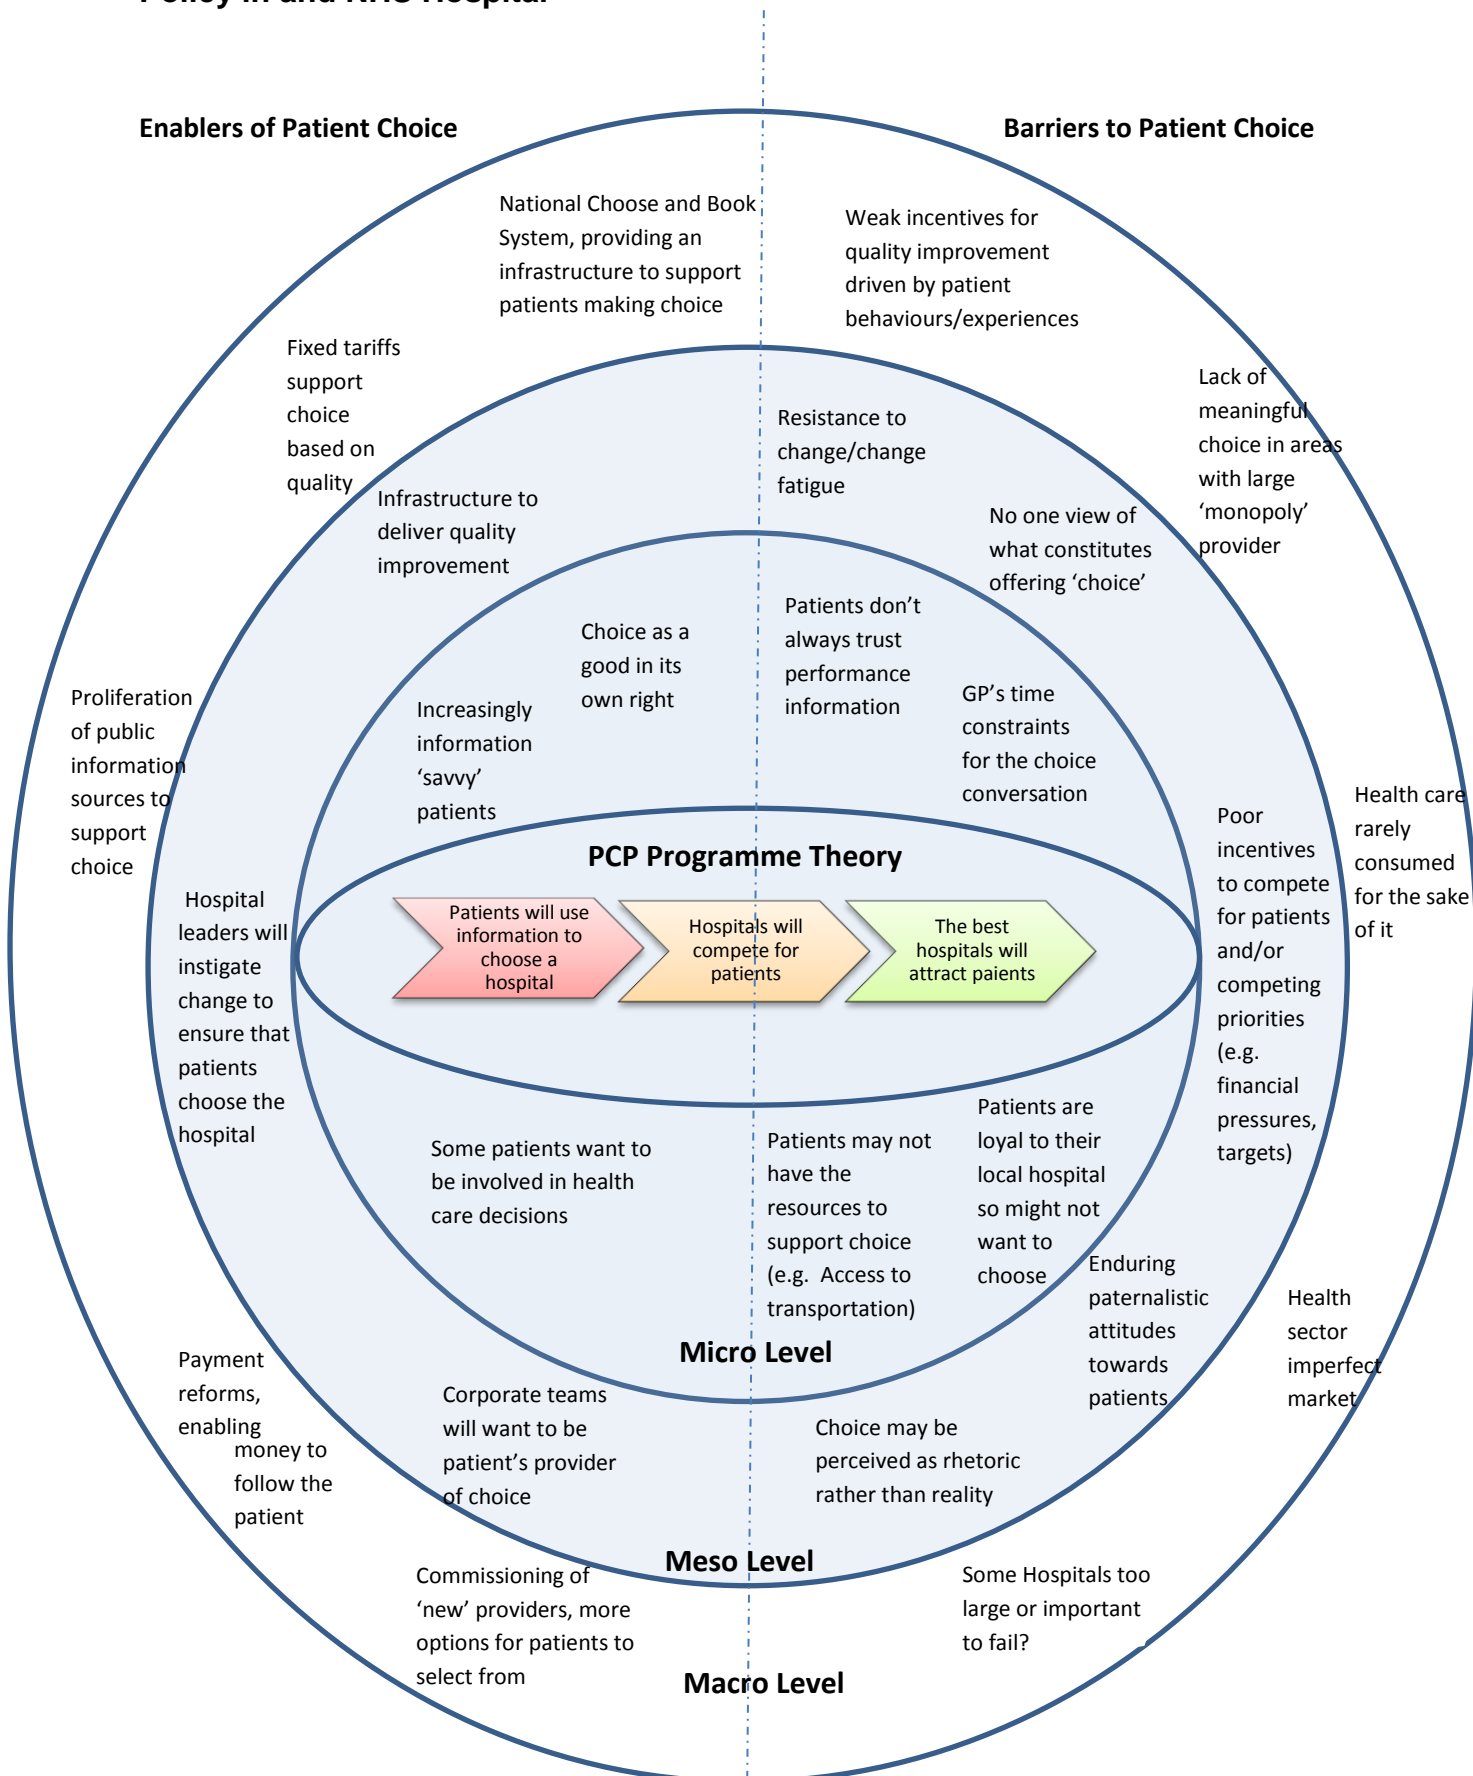 Enablers of Patient Choice
Barriers to Patient Choice
National Choose and Book
System, providing an
infrastructure to support
patients making choice
Weak incentives for
quality improvement
driven by patient
behaviours/experiences
Fixed tariffs
support
choice
based on
quality
Lack of
meaningful
choice in areas
with large
‘monopoly’
provider
Resistance to
change/change
fatigue
Infrastructure to
deliver quality
improvement
No one view of
what constitutes
offering ‘choice’
Choice as a
good in its
own right
Patients don’t
always trust
performance
information
Proliferation
of public
information
sources to
support
choice
Increasingly
information
‘savvy’
patients
GP’s time
constraints
for the choice
conversation
Health care
rarely
consumed
for the sake
of it
Poor
incentives
to compete
for patients
and/or
competing
priorities
(e.g.
financial
pressures,
targets)
PCP Programme Theory
Hospital
leaders will
instigate
change to
ensure that
patients
choose the
hospital
Patients will use
information to
choose a
hospital
Hospitals will
compete for
patients
The best
hospitals will
attract paients
Some patients want to
be involved in health
care decisions
Patients may not
have the
resources to
support choice
(e.g.  Access to
transportation)
Patients are
loyal to their
local hospital
so might not
want to
choose
Enduring
paternalistic
attitudes
towards
patients
Health
sector
imperfect
market
Micro Level
Payment
reforms,
enabling
money to
follow the
patient
Corporate teams
will want to be
patient’s provider
of choice
Choice may be
perceived as rhetoric
rather than reality
Meso Level
Commissioning of
‘new’ providers, more
options for patients to
select from
Some Hospitals too
large or important
to fail?
Macro Level